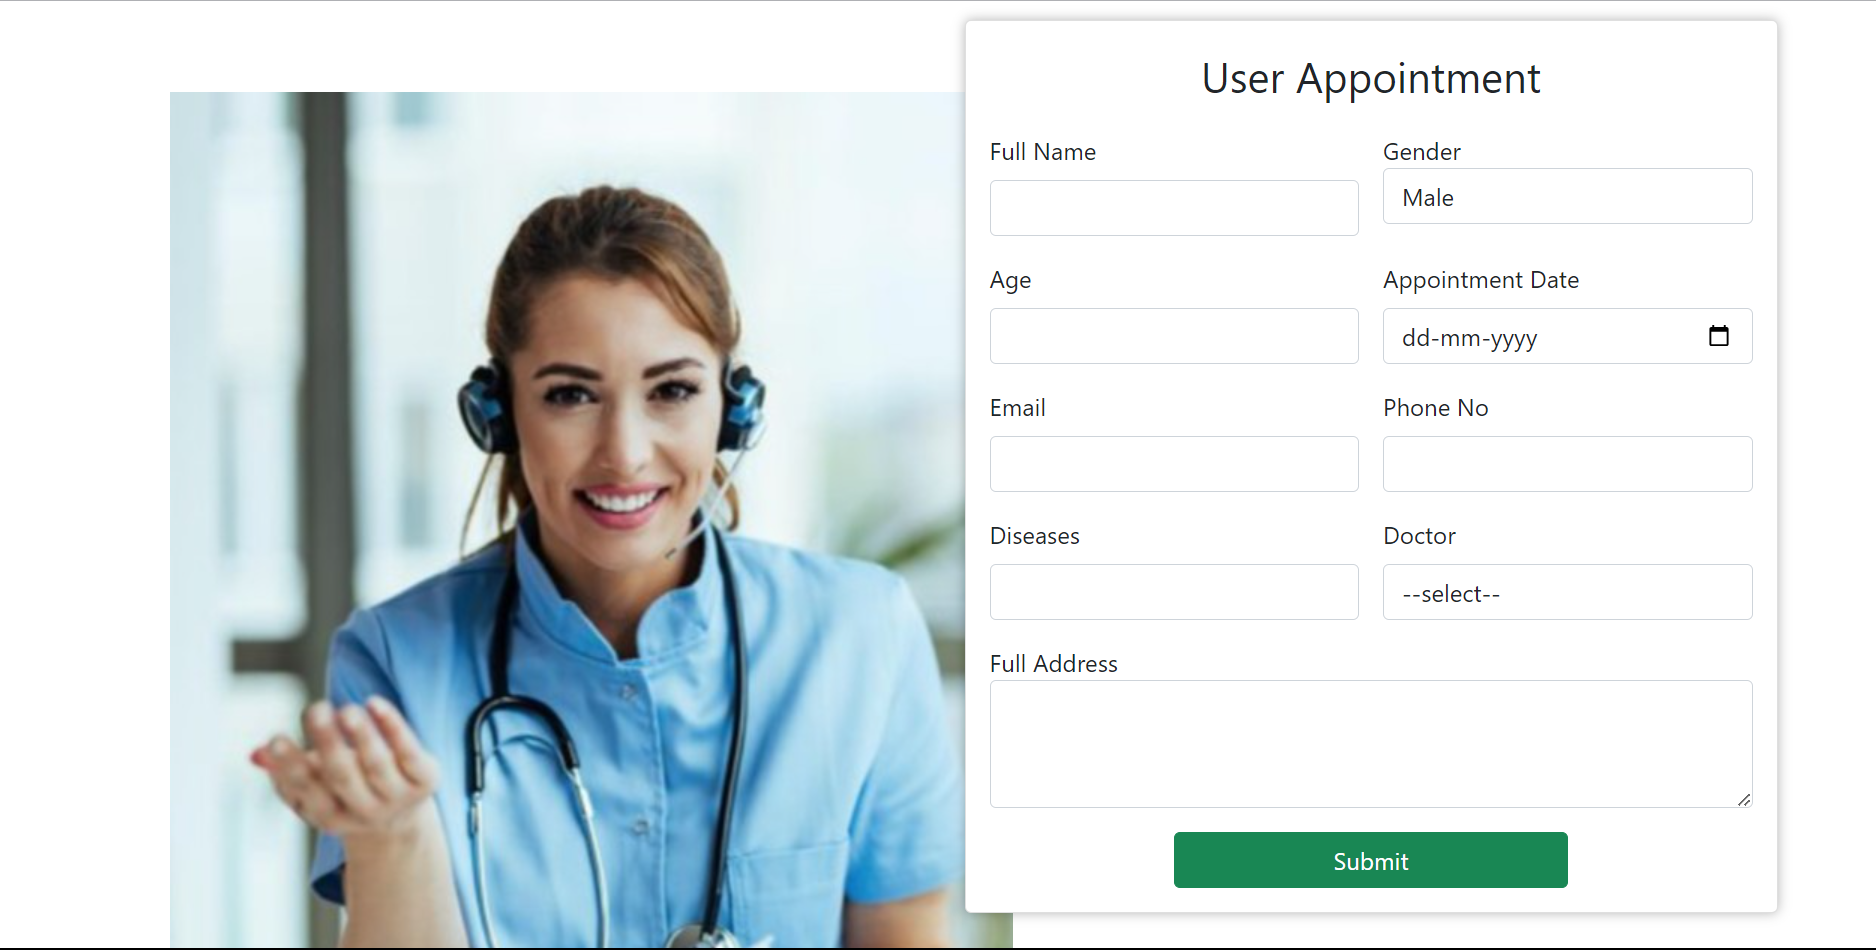 User Appointment
Full Name
Gender
Male
Age
Appointment Date
dd-mm-yyyy
Email
Phone No
Diseases
Doctor
--select--
Full Address
Submit